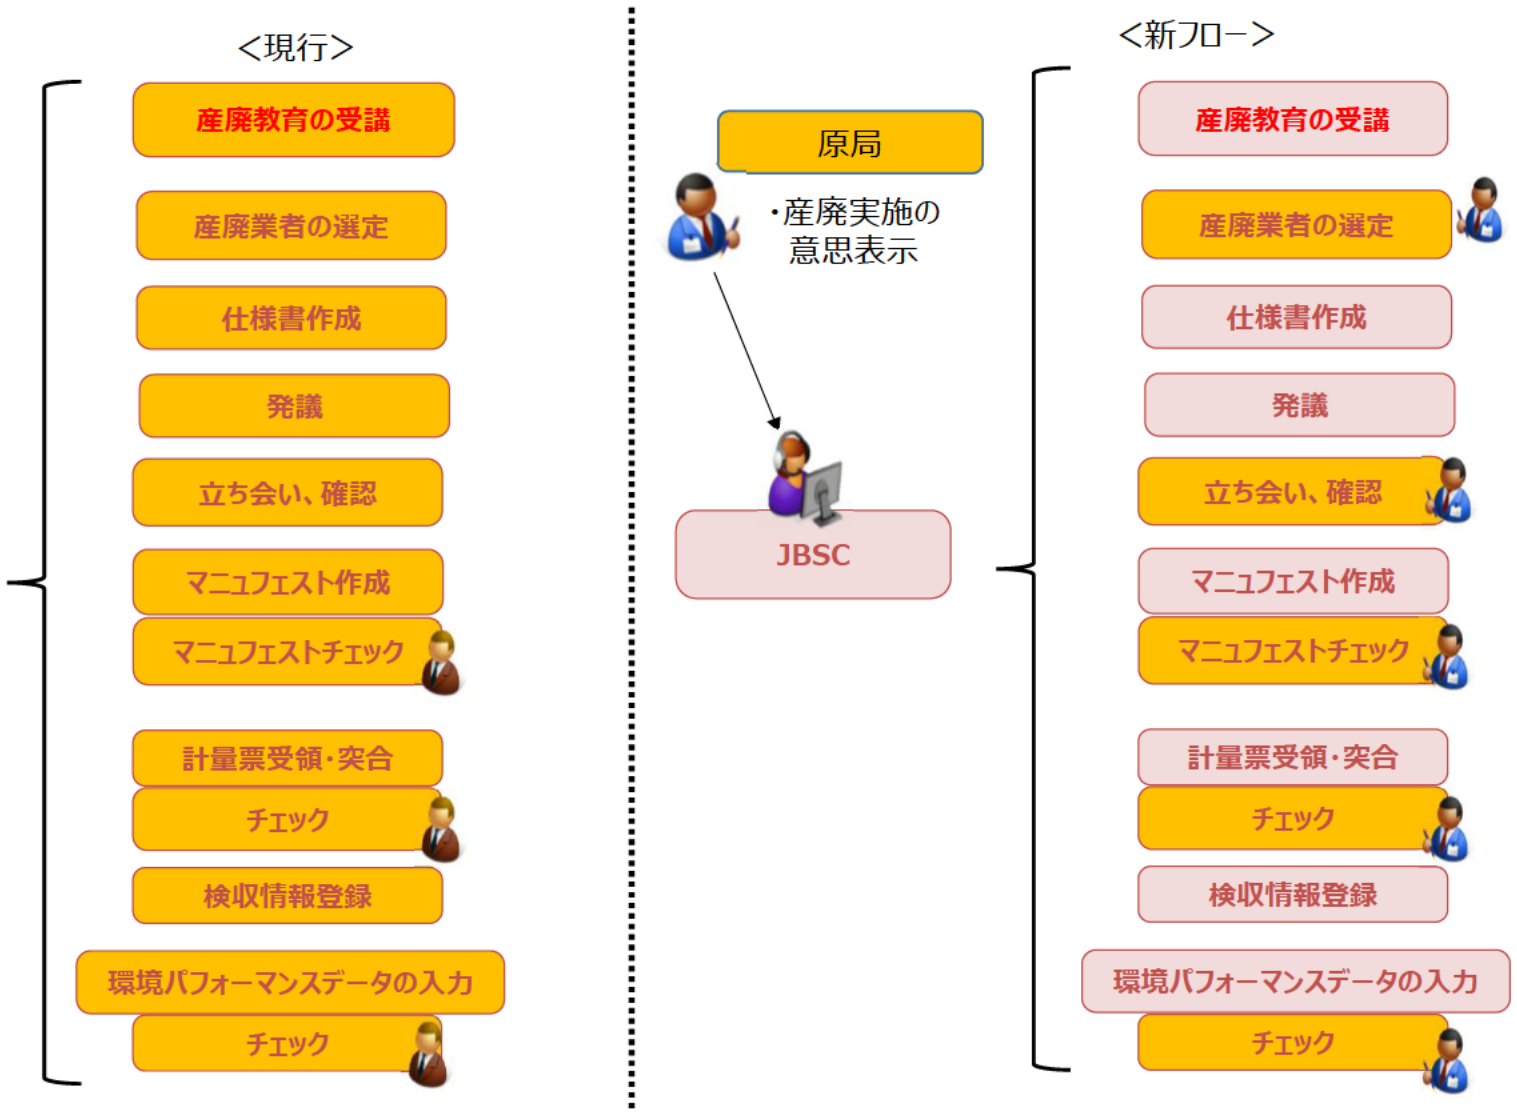 ＜現行＞
産廃教育の受講
産廃業者の選定
仕様書作成
発議
立ち会い、確認
マニュフェスト作成
マニュフェストチェック
計量票受領・突合
チェック
検収情報登録
環境パフォーマンスデータの入力
チェック
原局
・産廃実施の
意思表示
JBSC
＜新フロー＞
産廃教育の受講
産廃業者の選定
仕様書作成
発議
立ち会い、確認
マニュフェスト作成
マニュフェストチェック
計量票受領・突合
チェック
検収情報登録
環境パフォーマンスデータの入力
チェック